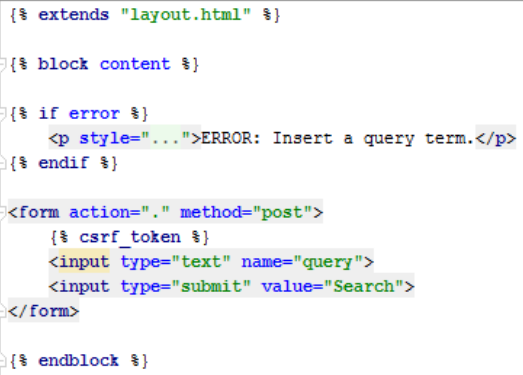 {% extends "layout.html" %}
{% block content %}
{% if error %}
<p style="...">ERROR: Insert a query term.</p>
{% endif %}
<form action="." method="post">
{% csrf_token %}
<input type="text" name="query">
<input type="submit" value="Search">
</form>
{% endblock %}